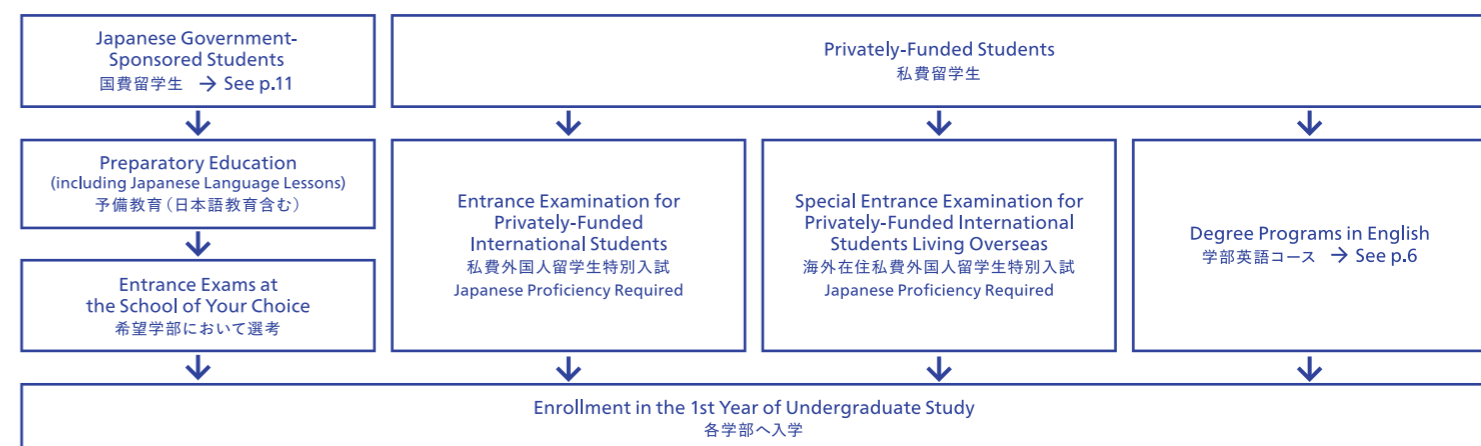 Japanese Government-
Sponsored Students
国費留学生 → See p.11
Privately-Funded Students
私費留学生
Preparatory Education
(including Japanese Language Lessons)
予備教育(日本語教育含む)
Entrance Exams at
the School of Your Choice
希望学部において選考
Entrance Examination for
Privately-Funded
International Students
私費外国人留学生特別入試
Japanese Proficiency Required
Special Entrance Examination for
Privately-Funded International
Students Living Overseas
海外在住私費外国人留学生特別入試
Japanese Proficiency Required
Degree Programs in English
学部英語コース → See p.6
Enrollment in the 1st Year of Undergraduate Study
各学部へ入学